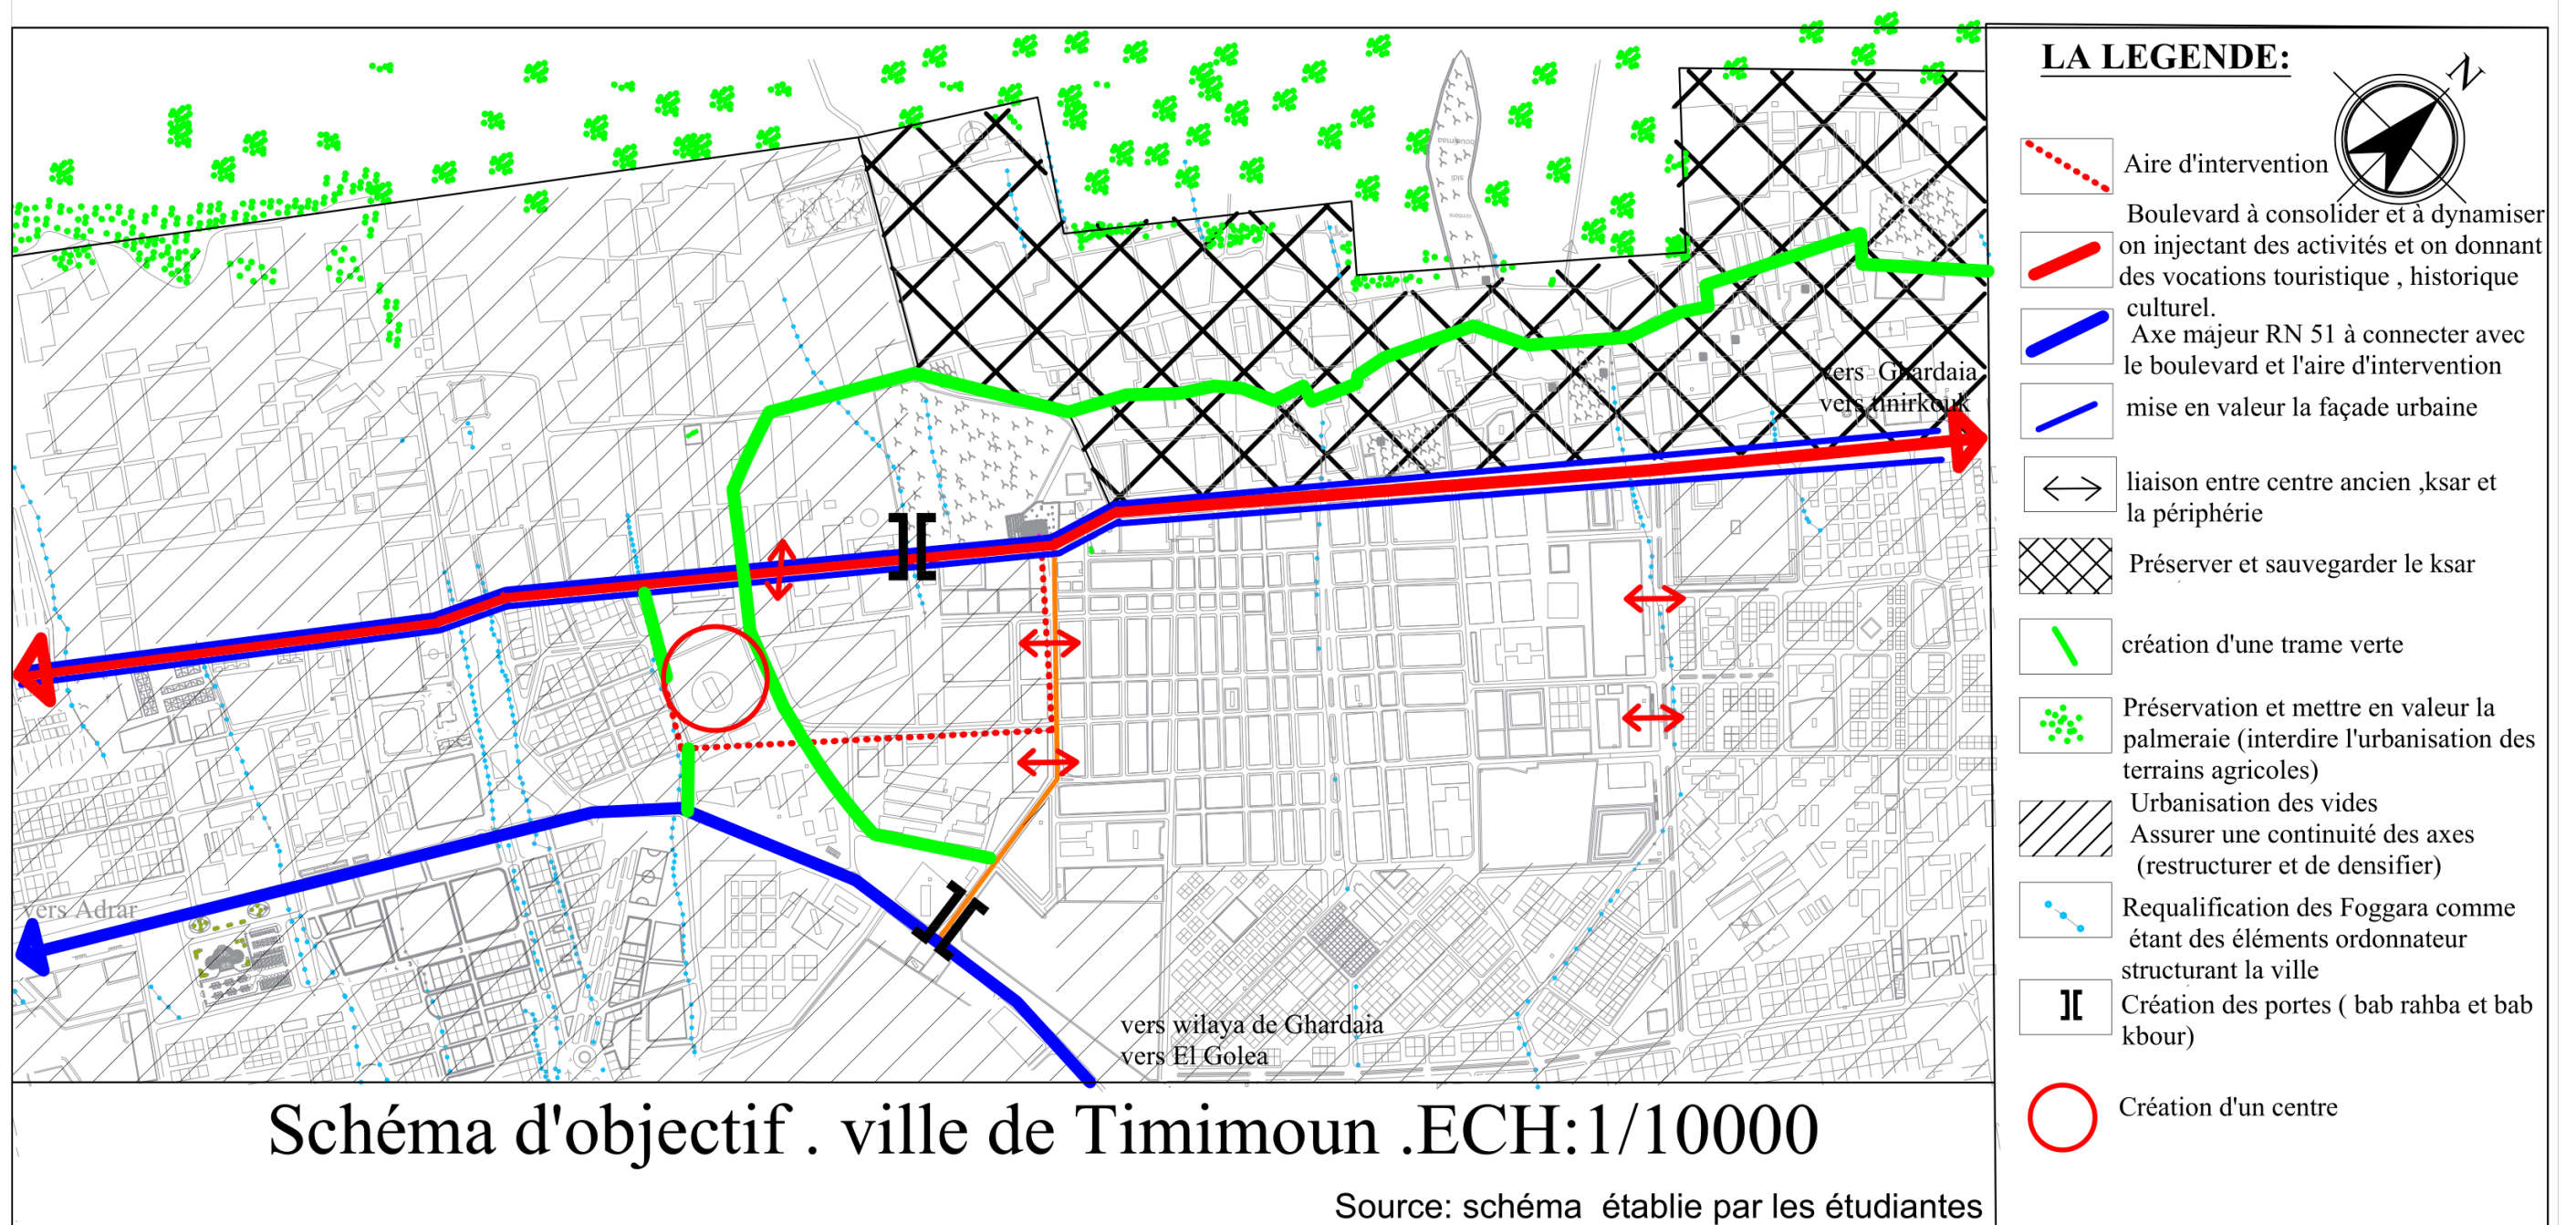 LA LEGENDE:
N
Aire d'intervention
Boulevard à consolider et à dynamiser
on injectant des activités et on donnant
des vocations touristique , historique
culturel.
Axe majeur RN 51 à connecter avec
le boulevard et l'aire d'intervention
mise en valeur la façade urbaine
liaison entre centre ancien ,ksar et
la périphérie
Préserver et sauvegarder le ksar
création d'une trame verte
Préservation et mettre en valeur la
palmeraie (interdire l'urbanisation des
terrains agricoles)
Urbanisation des vides
Assurer une continuité des axes
(restructurer et de densifier)
Requalification des Foggara comme
étant des éléments ordonnateur
structurant la ville
Création des portes ( bab rahba et bab
kbour)
Création d'un centre
vers Ghardaia
vers tinirkouk
vers Adrar
vers wilaya de Ghardaia
vers El Golea
Schéma d'objectif . ville de Timimoun .ECH:1/10000
Source: schéma établie par les étudiantes